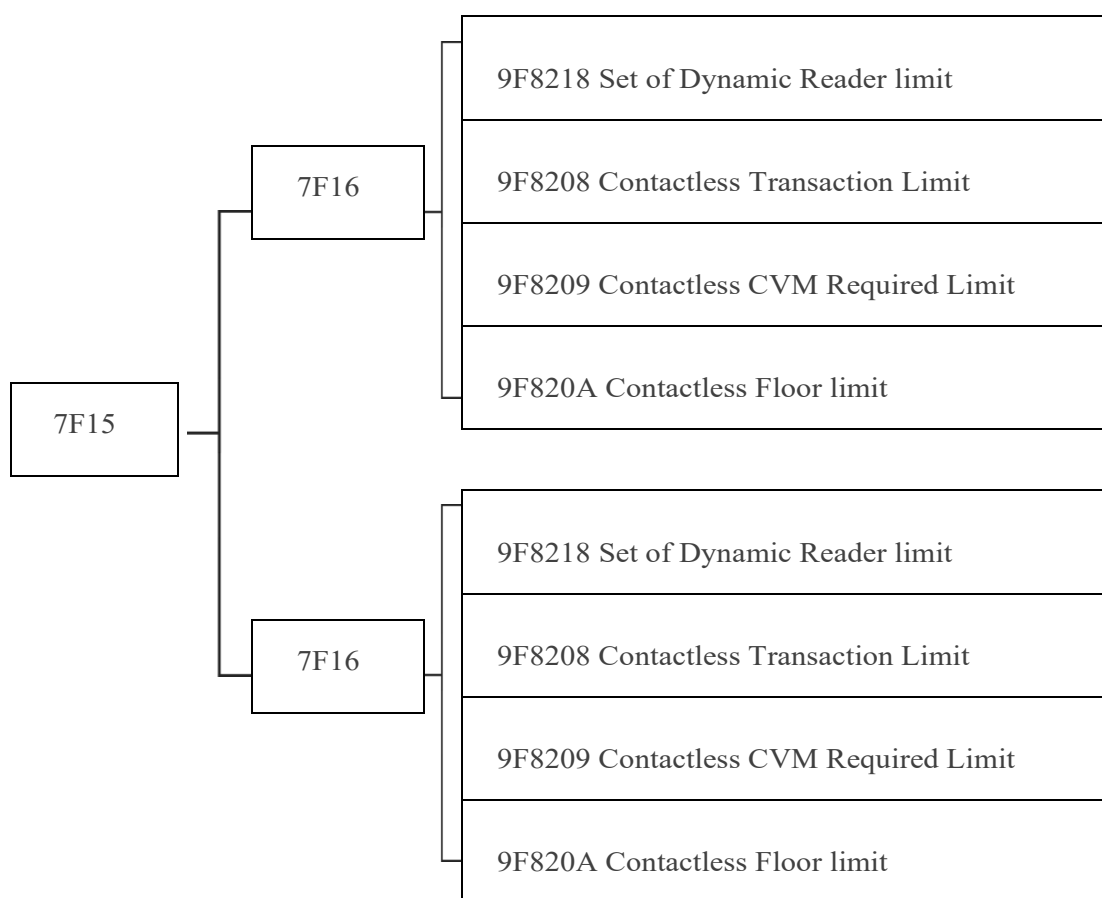 7F15
7F16
9F8218 Set of Dynamic Reader limit
9F8208 Contactless Transaction Limit
9F8209 Contactless CVM Required Limit
9F820A Contactless Floor limit
7F16
9F8218 Set of Dynamic Reader limit
9F8208 Contactless Transaction Limit
9F8209 Contactless CVM Required Limit
9F820A Contactless Floor limit